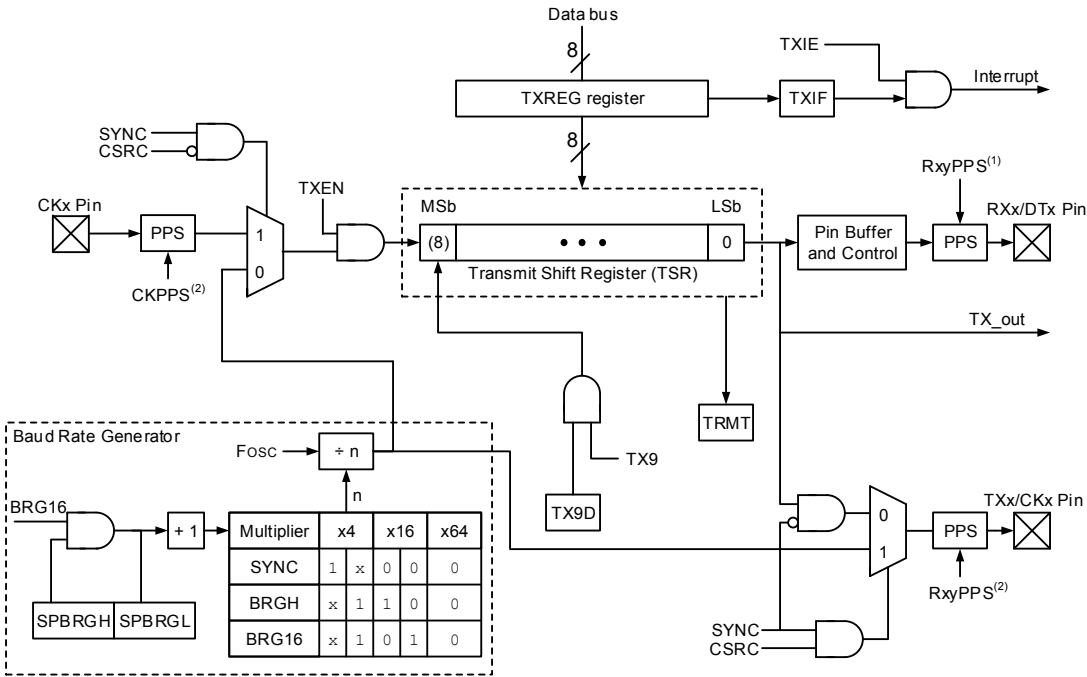 Data bus
8
TXIE
TXREG register
TXIF
Interrupt
SYNC
CSRC
8
RxyPPS(1)
TXEN
CKx Pin
MSb
LSb
RXx/DTx Pin
PPS
1
(8)
• • •
0
Pin Buffer
and Control
PPS
0
Transmit Shift Register (TSR)
CKPPS(2)
TX_out
TRMT
Baud Rate Generator
FOSC
÷ n
TX9
n
BRG16
TX9D
TXx/CKx Pin
+ 1
Multiplier x4 x16 x64
0
PPS
SYNC 1 x 0 0 0
1
BRGH x 1 1 0 0
RxyPPS(2)
SPBRGH SPBRGL
BRG16 x 1 0 1 0
SYNC
CSRC